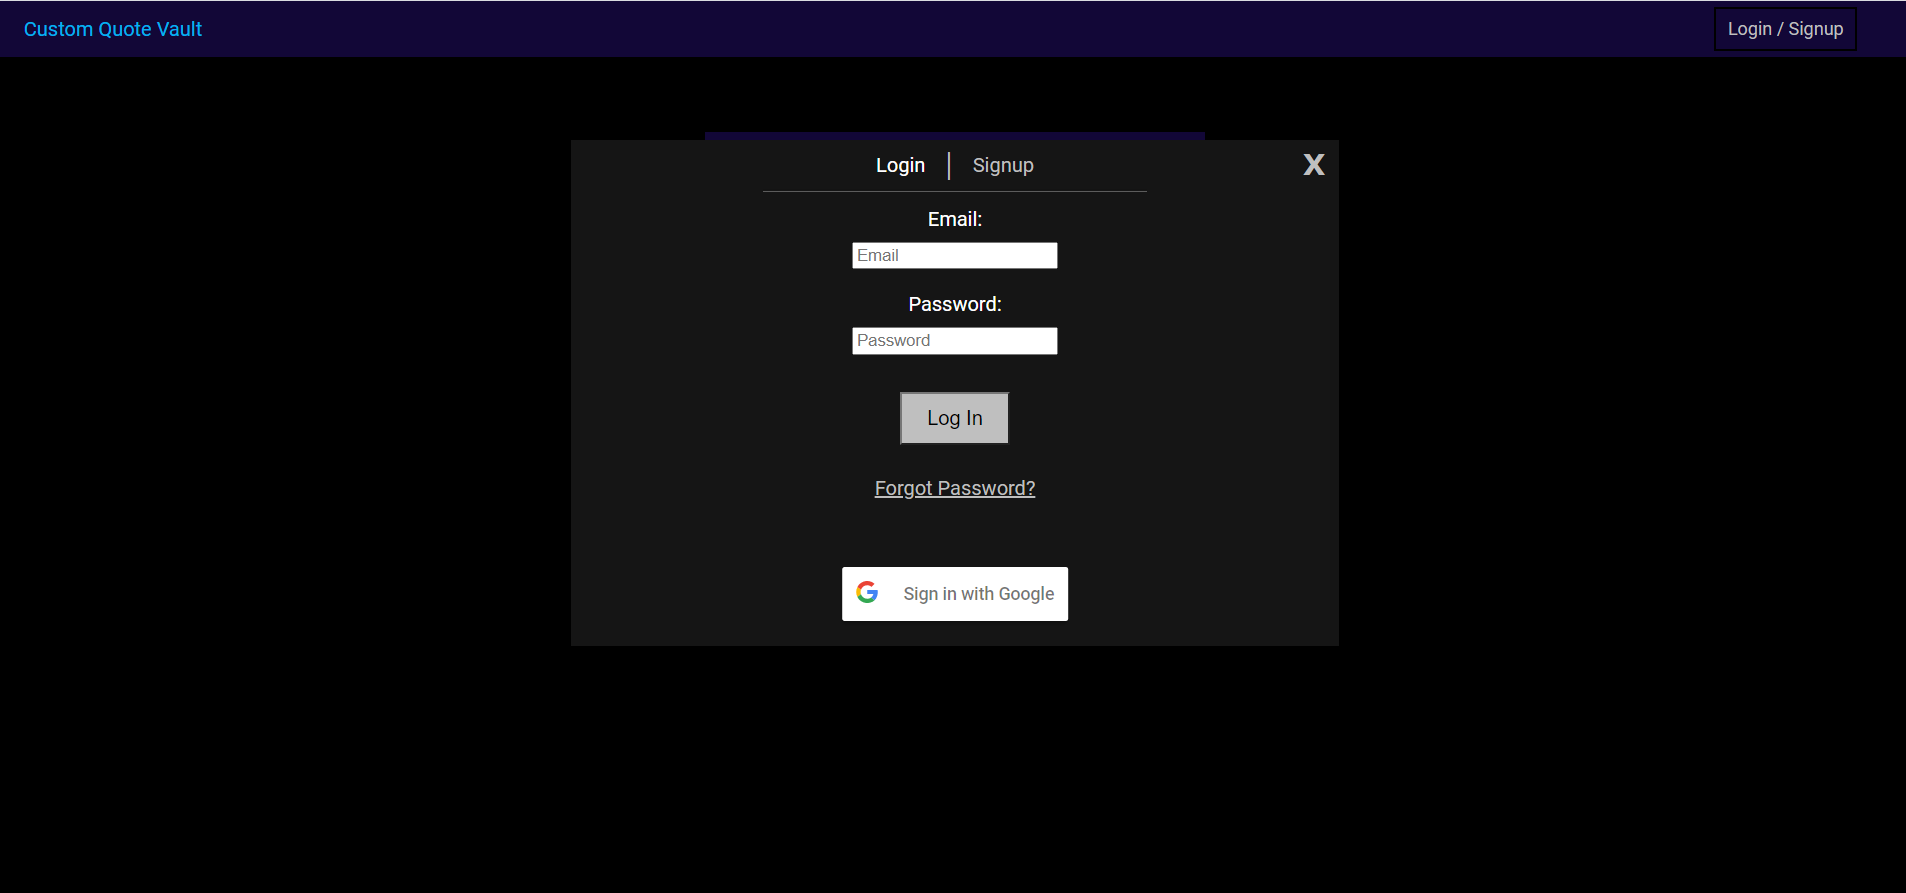 Custom Quote Vault
Login / Signup
Login | Signup
X
Email:
Email
Password:
Password
Log In
Forgot Password?
Sign in with Google